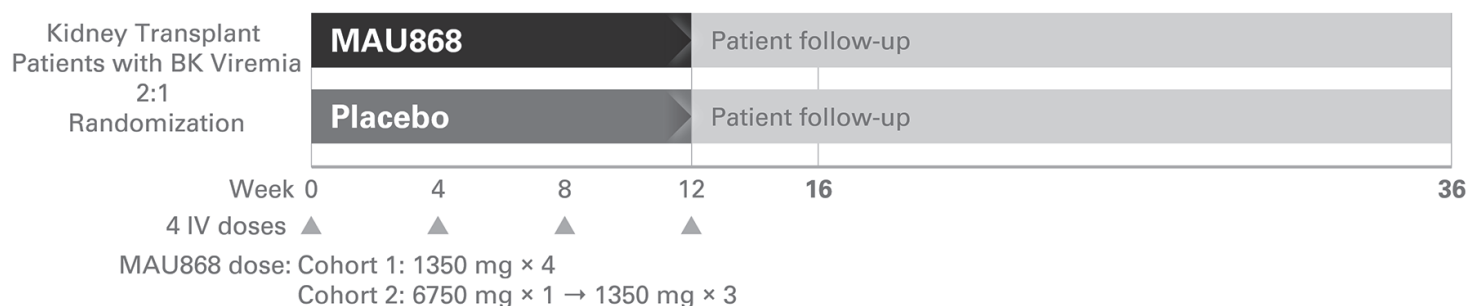 Kidney Transplant
Patients with BK Viremia
2:1
Randomization
MAU868
Patient follow-up
Placebo
Patient follow-up
Week 0 4 8 12 16 36
4 IV doses
MAU868 dose: Cohort 1: 1350 mg × 4
Cohort 2: 6750 mg × 1 → 1350 mg × 3